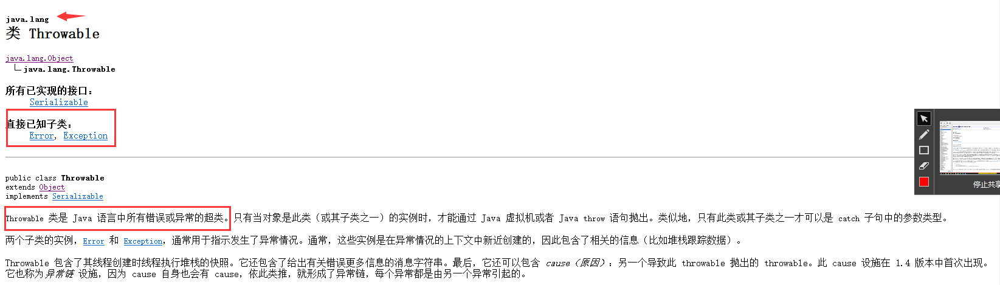 java.lang
类 Throwable
java.lang.Object
java.lang.Throwable
所有已实现的接口：
Serializable
直接已知子类：
Error, Exception
public class Throwable
extends Object
implements Serializable
停止共享
Throwable 类是 Java 语言中所有错误或异常的超类。只有当对象是此类（或其子类之一）的实例时，才能通过 Java 虚拟机或者 Java throw 语句抛出。类似地，只有此类或其子类之一才可以是 catch 子句中的参数类型。
两个子类的实例，Error 和 Exception，通常用于指示发生了异常情况。通常，这些实例是在异常情况的上下文中新近创建的，因此包含了相关的信息（比如堆栈跟踪数据）。
Throwable 包含了其线程创建时线程执行堆栈的快照。它还包含了给出有关错误更多信息的消息字符串。最后，它还可以包含 cause（原因）：另一个导致此 throwable 抛出的 throwable。此 cause 设施在 1.4 版本中首次出现。
它也称为异常链 设施，因为 cause 自身也会有 cause，依此类推，就形成了异常链，每个异常都是由另一个异常引起的。